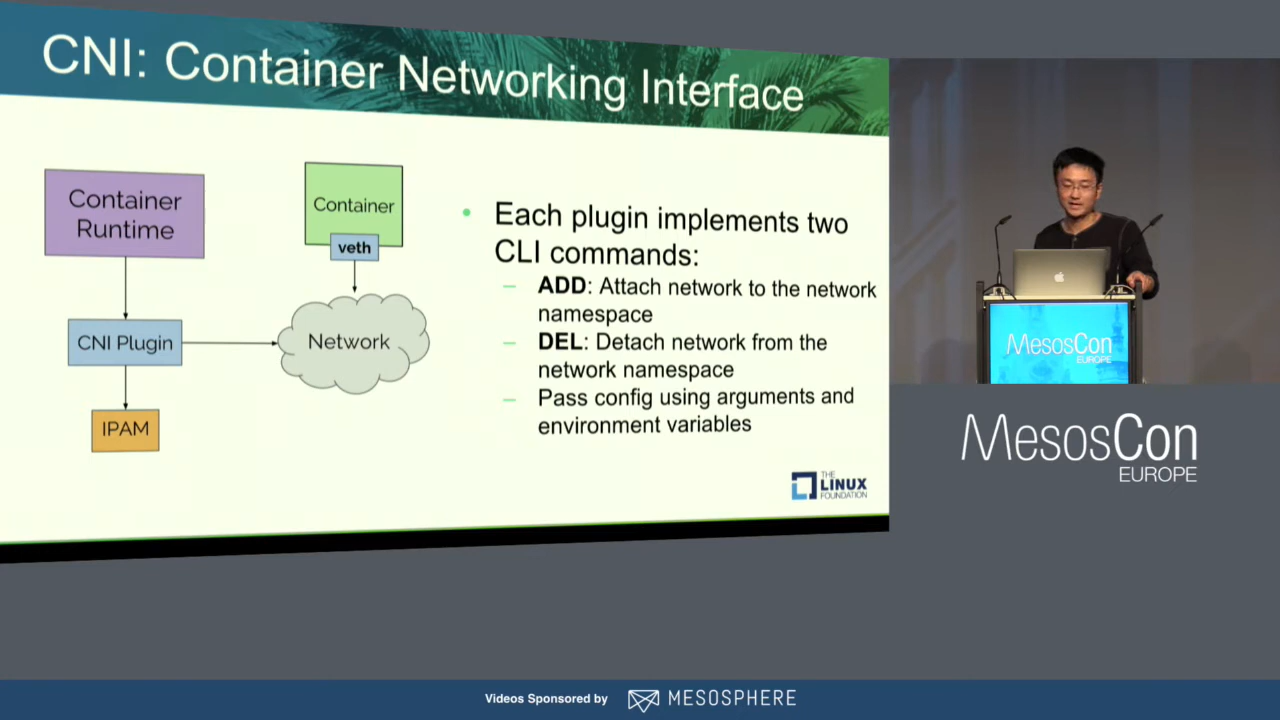 CNI: Container Networking Interface
Container
Runtime
Container
veth
CNI Plugin
Network
IPAM
• Each plugin implements two
CLI commands:
– ADD: Attach network to the network
namespace
– DEL: Detach network from the
network namespace
– Pass config using arguments and
environment variables
THE
LINUX
FOUNDATION
MesosCon
EUROPE
MesosCon
EUROPE
Videos Sponsored by
MESOSPHERE